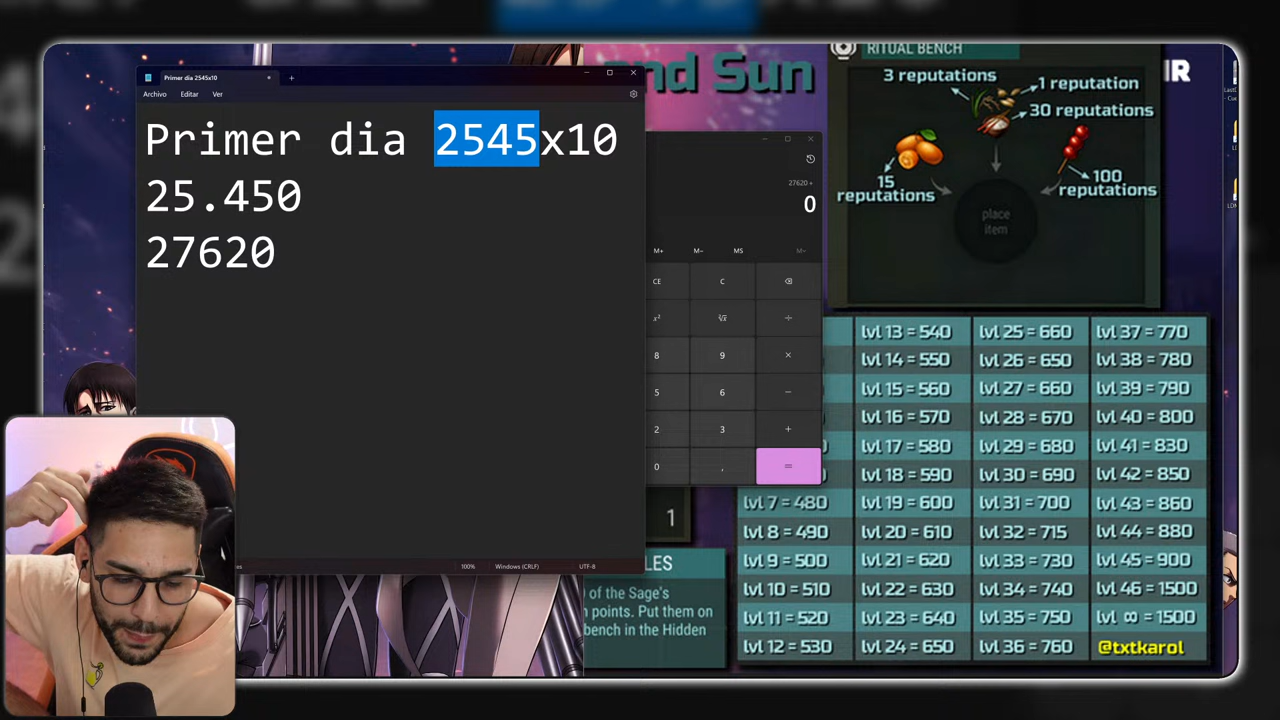 Primer dia 2545x10
Archivo
Editar
Ver
Primer dia 2545x10
25.450
27620
100%
Windows (CRLF)
UTF-8
and Sun
27620 +
0
M+
M-
MS
M˅
CE
C
x²
²√x
÷
8
9
×
5
6
−
2
3
+
0
,
=
RITUAL BENCH
3 reputations
1 reputation
30 reputations
15
reputations
100
reputations
place
item
1
of the Sage's
points. Put them on
bench in the Hidden
lvl 7 = 480
lvl 8 = 490
lvl 9 = 500
lvl 10 = 510
lvl 11 = 520
lvl 12 = 530
lvl 13 = 540
lvl 14 = 550
lvl 15 = 560
lvl 16 = 570
lvl 17 = 580
lvl 18 = 590
lvl 19 = 600
lvl 20 = 610
lvl 21 = 620
lvl 22 = 630
lvl 23 = 640
lvl 24 = 650
lvl 25 = 660
lvl 26 = 650
lvl 27 = 660
lvl 28 = 670
lvl 29 = 680
lvl 30 = 690
lvl 31 = 700
lvl 32 = 715
lvl 33 = 730
lvl 34 = 740
lvl 35 = 750
lvl 36 = 760
lvl 37 = 770
lvl 38 = 780
lvl 39 = 790
lvl 40 = 800
lvl 41 = 830
lvl 42 = 850
lvl 43 = 860
lvl 44 = 880
lvl 45 = 900
lvl 46 = 1500
lvl ∞ = 1500
@txtkarol